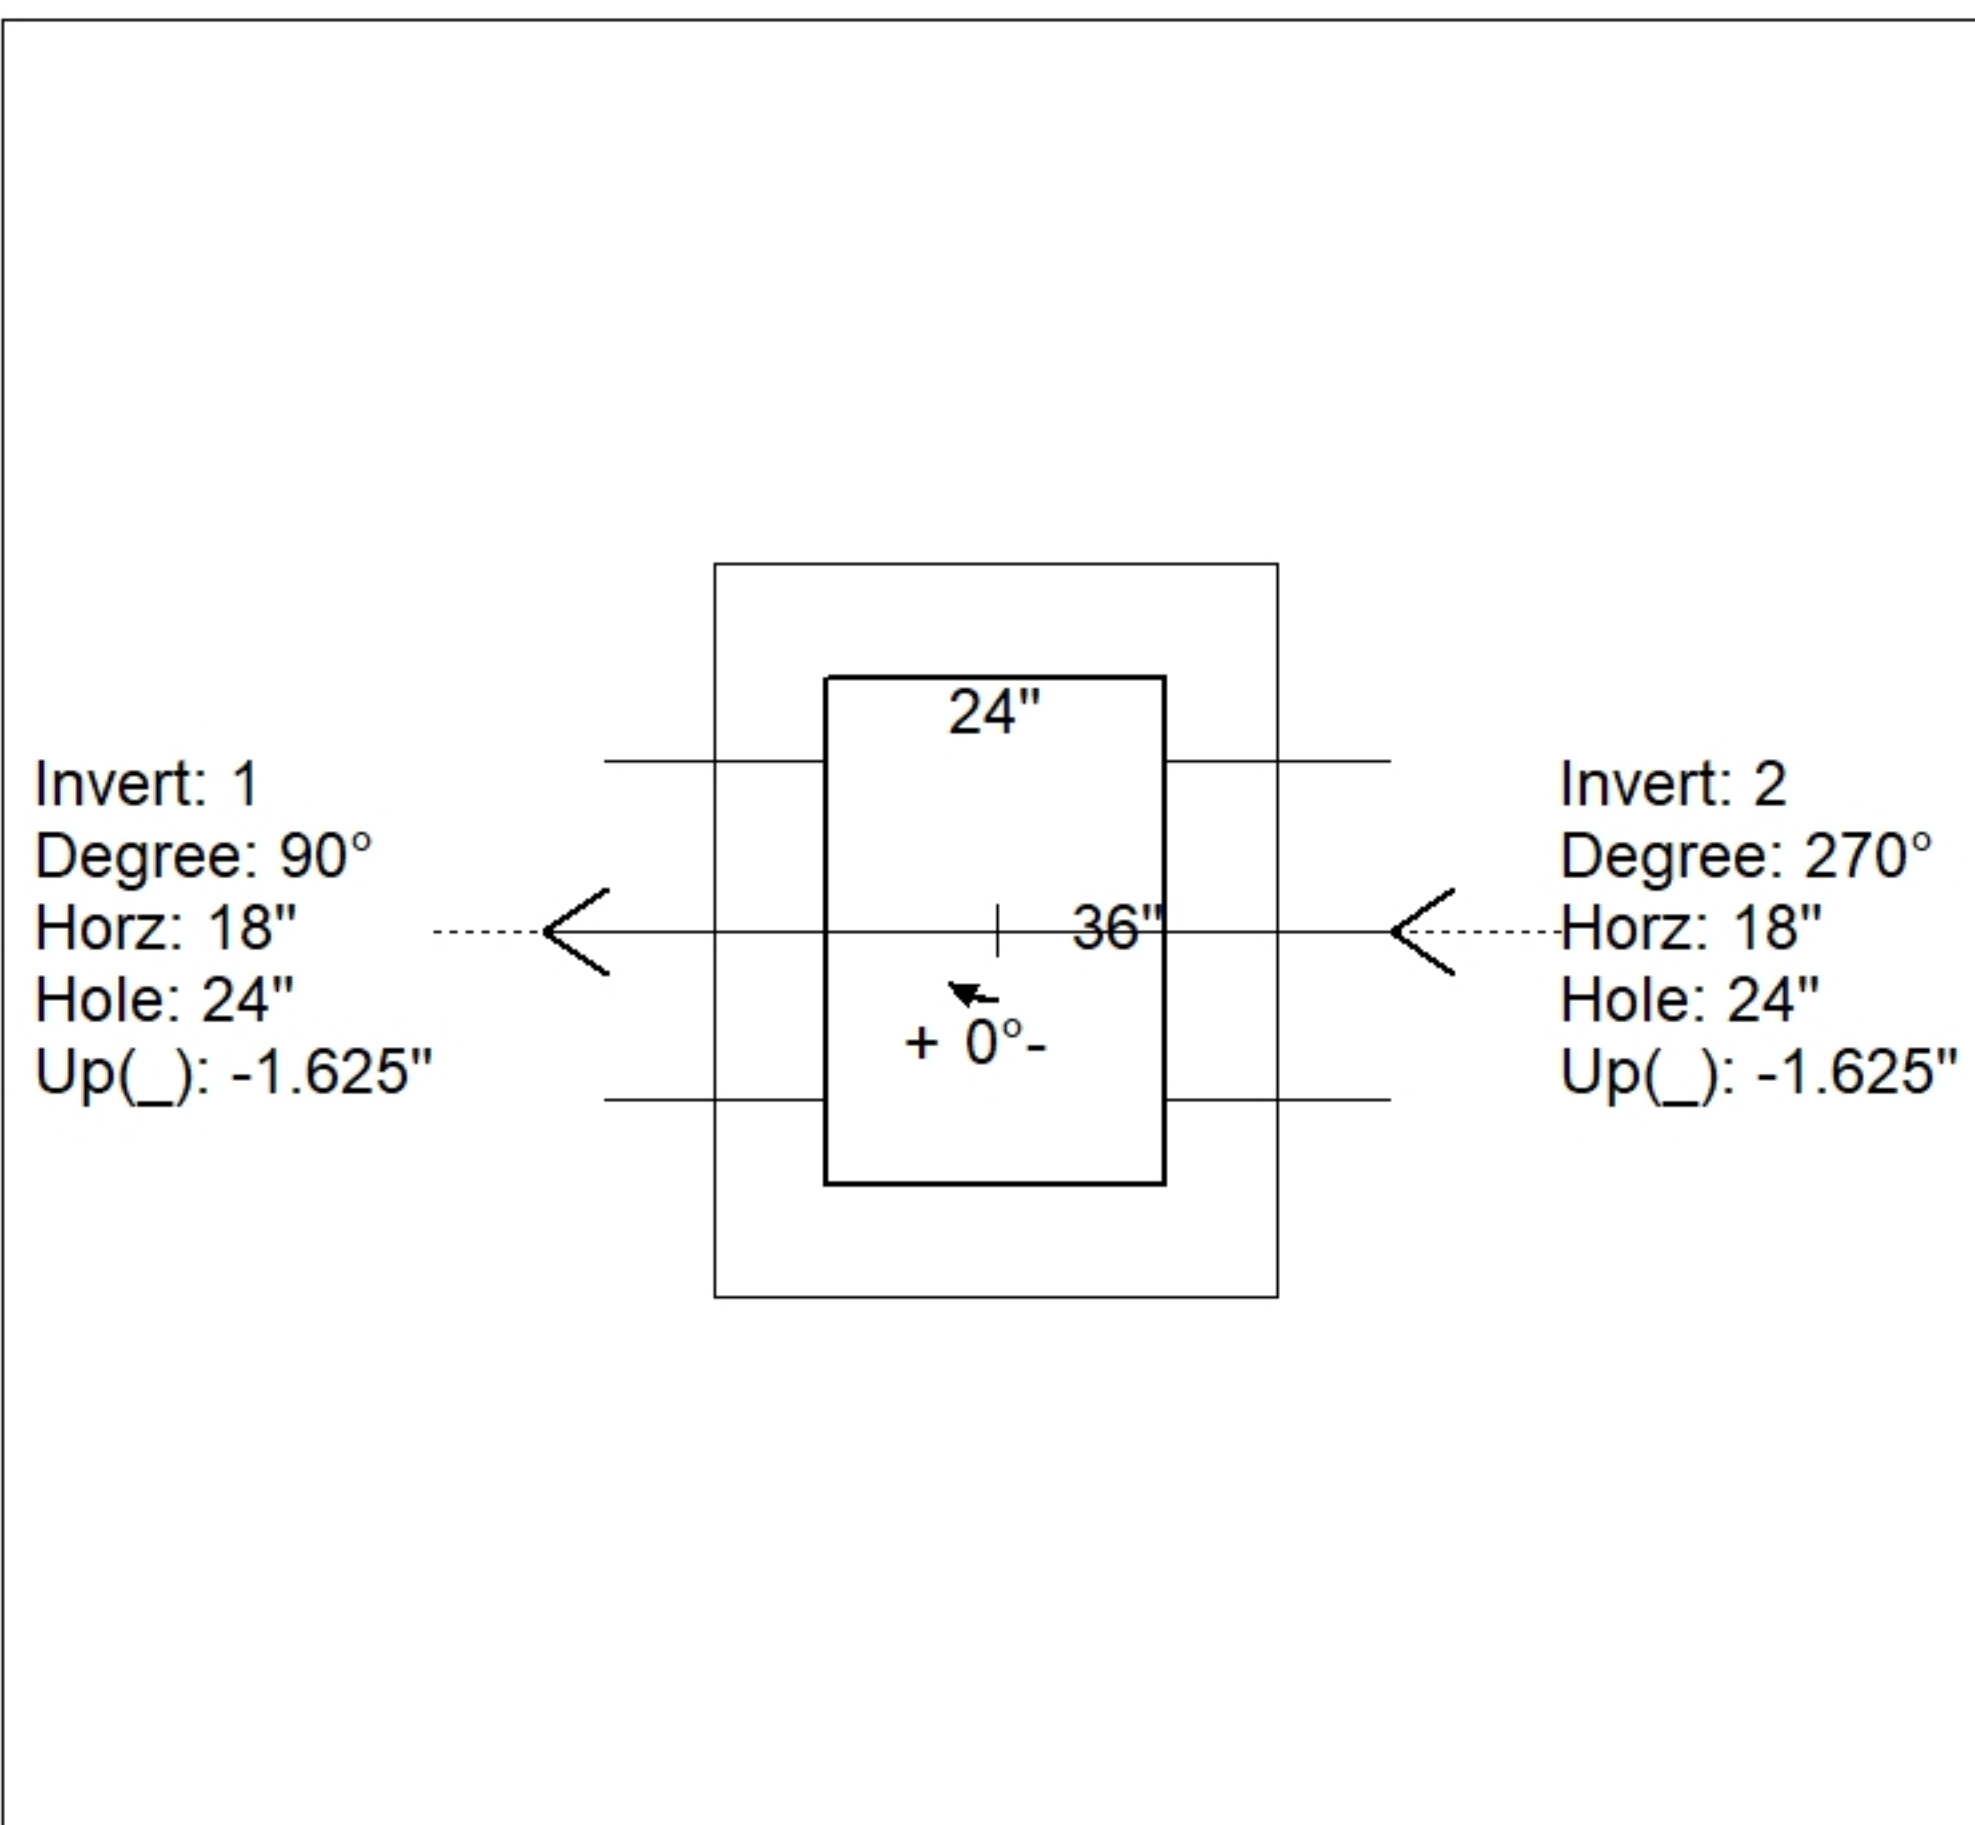 24"
Invert: 1
Degree: 90°
Horz: 18"
Hole: 24"
Up(_): -1.625"
36"
+ 0°-
Invert: 2
Degree: 270°
Horz: 18"
Hole: 24"
Up(_): -1.625"